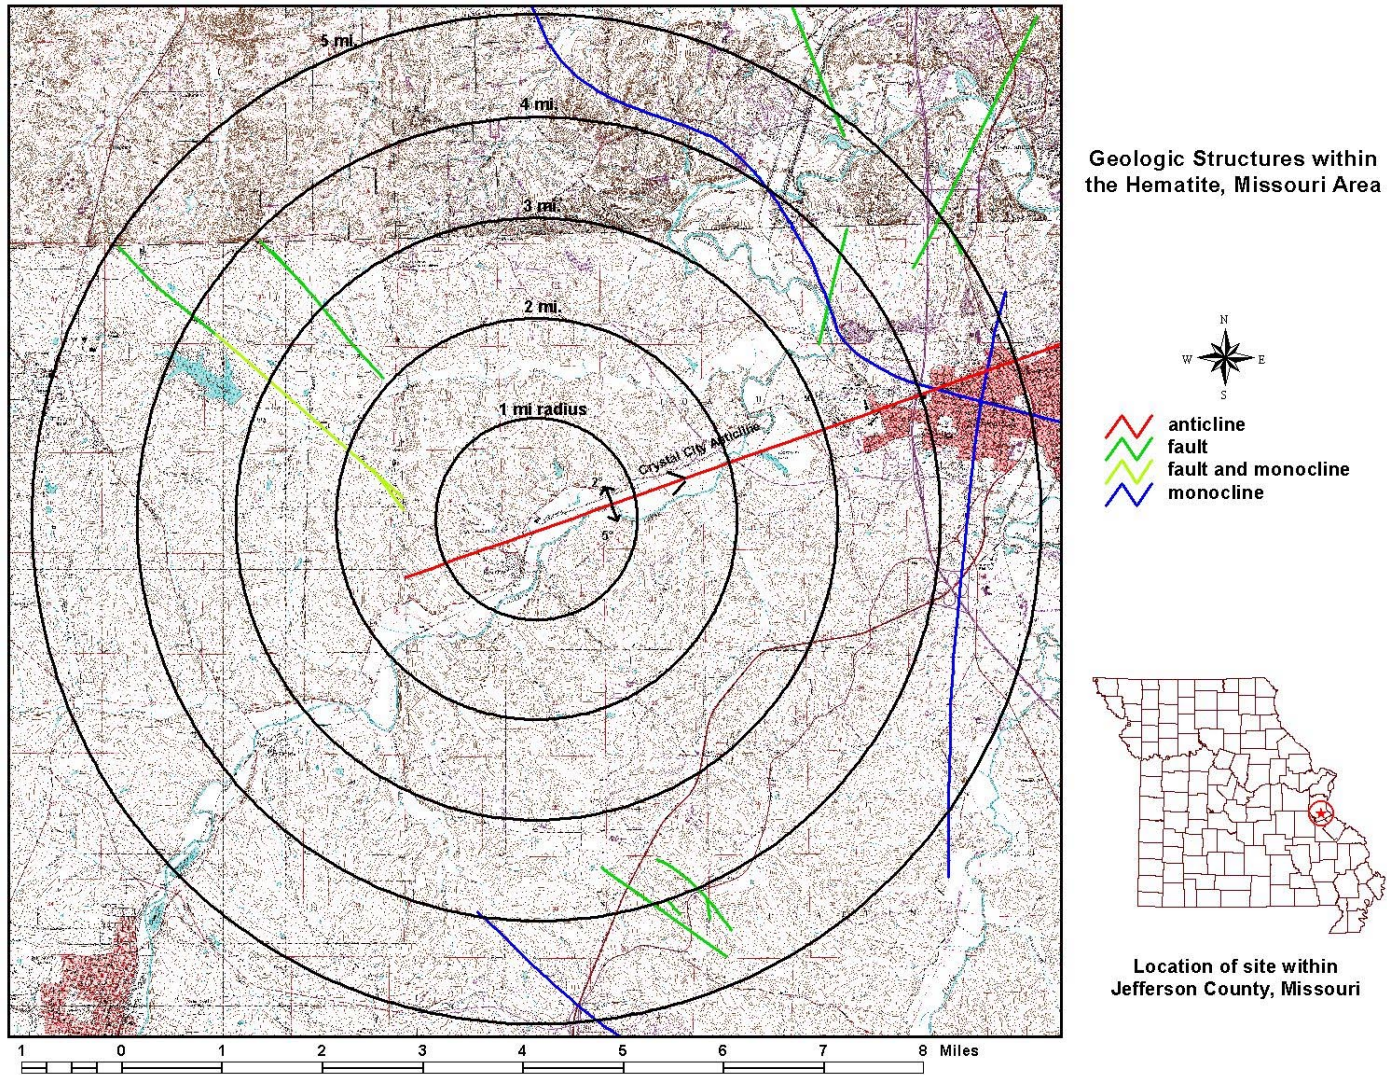 5 mi.
4 mi.
3 mi.
2 mi.
1 mi radius
Crystal City Anticline
2°
5°
Geologic Structures within
the Hematite, Missouri Area
N
W E
S
anticline
fault
fault and monocline
monocline
Location of site within
Jefferson County, Missouri
1 0 1 2 3 4 5 6 7 8 Miles